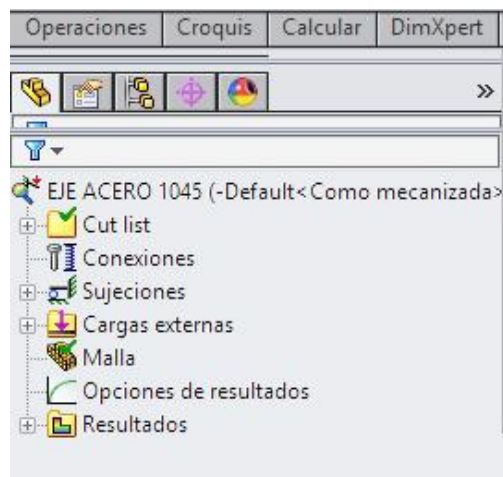 Operaciones Croquis Calcular DimXpert
»
EJE ACERO 1045 (-Default<Como mecanizada>
Cut list
Conexiones
Sujeciones
Cargas externas
Malla
Opciones de resultados
Resultados